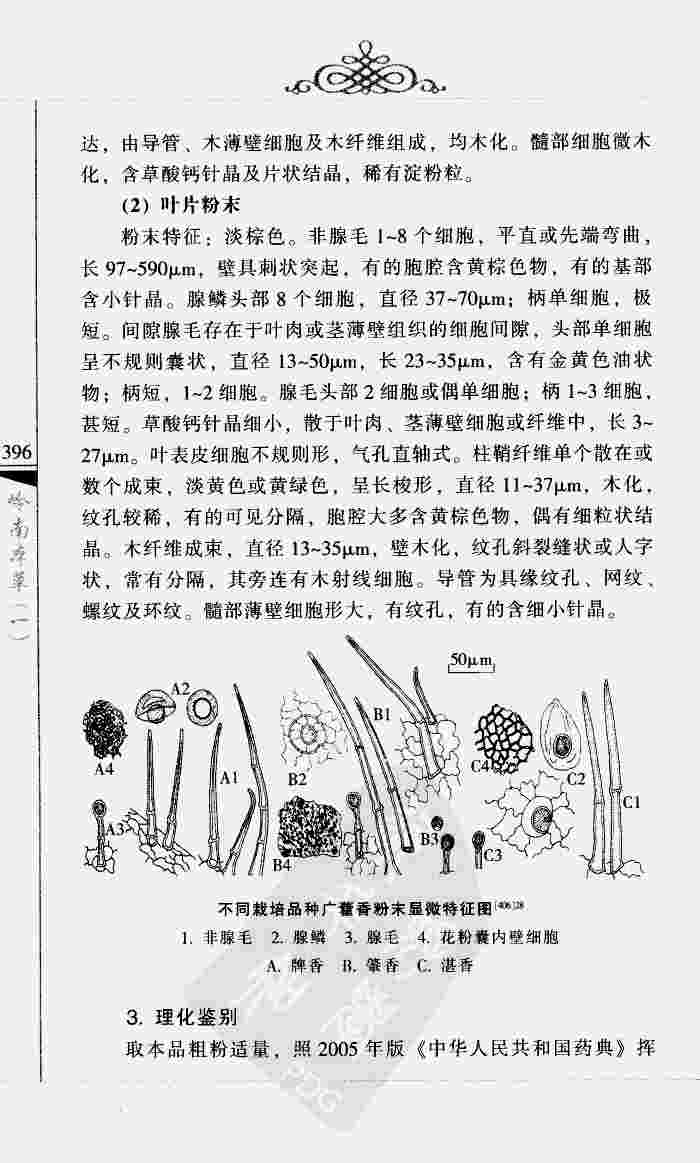 达，由导管、木薄壁细胞及木纤维组成，均木化。髓部细胞微木
化，含草酸钙针晶及片状结晶，稀有淀粉粒。
(2) 叶片粉末
粉末特征：淡棕色。非腺毛 1~8 个细胞，平直或先端弯曲，
长 97~590μm，壁具刺状突起，有的胞腔含黄棕色物，有的基部
含小针晶。腺鳞头部 8 个细胞，直径 37~70μm；柄单细胞，极
短。间隙腺毛存在于叶肉或茎薄壁组织的细胞间隙，头部单细胞
呈不规则囊状，直径 13~50μm，长 23~35μm，含有金黄色油状
物；柄短，1~2 细胞。腺毛头部 2 细胞或偶单细胞；柄 1~3 细胞，
甚短。草酸钙针晶细小，散于叶肉、茎薄壁细胞或纤维中，长 3~
27μm。叶表皮细胞不规则形，气孔直轴式。柱鞘纤维单个散在或
数个成束，淡黄色或黄绿色，呈长梭形，直径 11~37μm，木化，
纹孔较稀，有的可见分隔，胞腔大多含黄棕色物，偶有细粒状结
晶。木纤维成束，直径 13~35μm，壁木化，纹孔斜裂缝状或人字
状，常有分隔，其旁连有木射线细胞。导管为具缘纹孔、网纹、
螺纹及环纹。髓部薄壁细胞形大，有纹孔，有的含细小针晶。
396
岭南本草（一）
50μm
A2
B1
A4
A1
B2
C4
C2
C1
A3
B3
C3
B4
不同栽培品种广藿香粉末显微特征图[406]28
1. 非腺毛 2. 腺鳞 3. 腺毛 4. 花粉囊内壁细胞
A. 牌香 B. 肇香 C. 湛香
3. 理化鉴别
取本品粗粉适量，照 2005 年版《中华人民共和国药典》挥
PDG